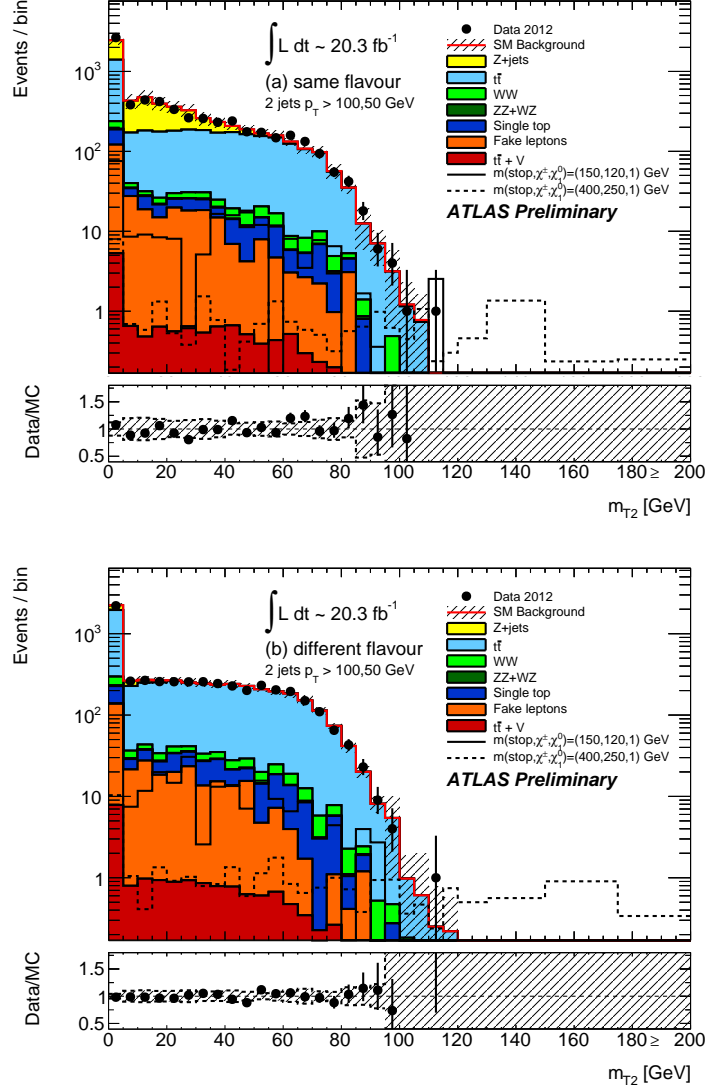 Events / bin
10³
10²
10
1
∫ L dt ~ 20.3 fb⁻¹
(a) same flavour
2 jets p_T > 100,50 GeV
Data 2012
SM Background
Z+jets
tt̄
WW
ZZ+WZ
Single top
Fake leptons
tt̄ + V
m(stop,χ±,χ⁰₁)=(150,120,1) GeV
m(stop,χ±,χ⁰₁)=(400,250,1) GeV
ATLAS Preliminary
Data/MC
1.5
1.0
0.5
0 20 40 60 80 100 120 140 160 180 ≥ 200
m_T2 [GeV]
Events / bin
10³
10²
10
1
∫ L dt ~ 20.3 fb⁻¹
(b) different flavour
2 jets p_T > 100,50 GeV
Data 2012
SM Background
Z+jets
tt̄
WW
ZZ+WZ
Single top
Fake leptons
tt̄ + V
m(stop,χ±,χ⁰₁)=(150,120,1) GeV
m(stop,χ±,χ⁰₁)=(400,250,1) GeV
ATLAS Preliminary
Data/MC
1.5
1
0.5
0 20 40 60 80 100 120 140 160 180 ≥ 200
m_T2 [GeV]